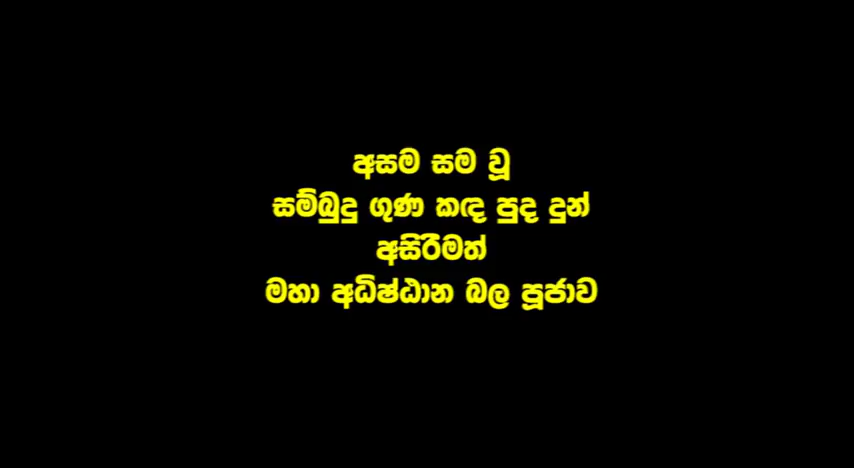 අසම සම වූ
සම්බුදු ගුණ කඳ පුද දුන්
අසිරිමත්
මහා අධිෂ්ඨාන බල පූජාව